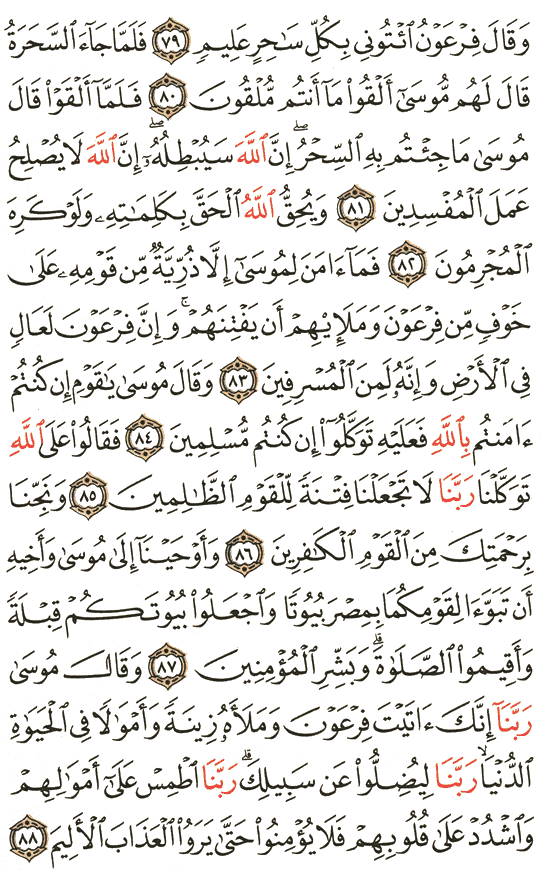 وَقَالَ فِرْعَوْنُ ٱئْتُونِي بِكُلِّ سَـٰحِرٍ عَلِيمٖ ٧٩ فَلَمَّا جَآءَ ٱلسَّحَرَةُ
قَالَ لَهُم مُّوسَىٰٓ أَلْقُوا۟ مَآ أَنتُم مُّلْقُونَ ٨٠ فَلَمَّآ أَلْقَوْا۟ قَالَ
مُوسَىٰ مَا جِئْتُم بِهِ ٱلسِّحْرُۖ إِنَّ ٱللَّهَ سَيُبْطِلُهُۥٓۖ إِنَّ ٱللَّهَ لَا يُصْلِحُ
عَمَلَ ٱلْمُفْسِدِينَ ٨١ وَيُحِقُّ ٱللَّهُ ٱلْحَقَّ بِكَلِمَـٰتِهِۦ وَلَوْ كَرِهَ
ٱلْمُجْرِمُونَ ٨٢ فَمَآ ءَامَنَ لِمُوسَىٰٓ إِلَّا ذُرِّيَّةٌ مِّن قَوْمِهِۦ عَلَىٰ
خَوْفٍ مِّن فِرْعَوْنَ وَمَلَإِي۟هِمْ أَن يَفْتِنَهُمْۚ وَإِنَّ فِرْعَوْنَ لَعَالٍ
فِي ٱلْأَرْضِ وَإِنَّهُۥ لَمِنَ ٱلْمُسْرِفِينَ ٨٣ وَقَالَ مُوسَىٰ يَـٰقَوْمِ إِن كُنتُمْ
ءَامَنتُم بِٱللَّهِ فَعَلَيْهِ تَوَكَّلُوٓا۟ إِن كُنتُم مُّسْلِمِينَ ٨٤ فَقَالُوا۟ عَلَى ٱللَّهِ
تَوَكَّلْنَا رَبَّنَا لَا تَجْعَلْنَا فِتْنَةً لِّلْقَوْمِ ٱلظَّـٰلِمِينَ ٨٥ وَنَجِّنَا
بِرَحْمَتِكَ مِنَ ٱلْقَوْمِ ٱلْكَـٰفِرِينَ ٨٦ وَأَوْحَيْنَآ إِلَىٰ مُوسَىٰ وَأَخِيهِ
أَن تَبَوَّءَا لِقَوْمِكُمَا بِمِصْرَ بُيُوتًا وَٱجْعَلُوا۟ بُيُوتَكُمْ قِبْلَةً
وَأَقِيمُوا۟ ٱلصَّلَوٰةَۗ وَبَشِّرِ ٱلْمُؤْمِنِينَ ٨٧ وَقَالَ مُوسَىٰ
رَبَّنَآ إِنَّكَ ءَاتَيْتَ فِرْعَوْنَ وَمَلَأَهُۥ زِينَةً وَأَمْوَٰلًا فِي ٱلْحَيَوٰةِ
ٱلدُّنْيَاۙ رَبَّنَا لِيُضِلُّوا۟ عَن سَبِيلِكَۖ رَبَّنَا ٱطْمِسْ عَلَىٰٓ أَمْوَٰلِهِمْ
وَٱشْدُدْ عَلَىٰ قُلُوبِهِمْ فَلَا يُؤْمِنُوا۟ حَتَّىٰ يَرَوُا۟ ٱلْعَذَابَ ٱلْأَلِيمَ ٨٨